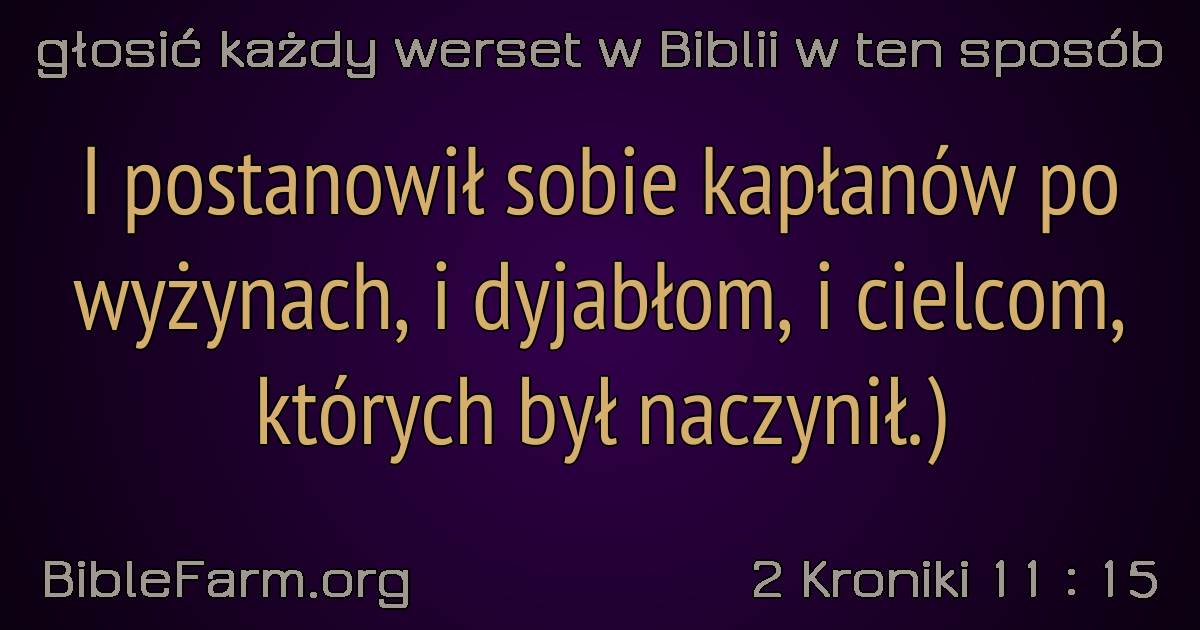 głosić każdy werset w Biblii w ten sposób
I postanowił sobie kapłanów po
wyżynach, i dyjabłom, i cielcom,
których był naczynił.)
BibleFarm.org
2 Kroniki 11 : 15